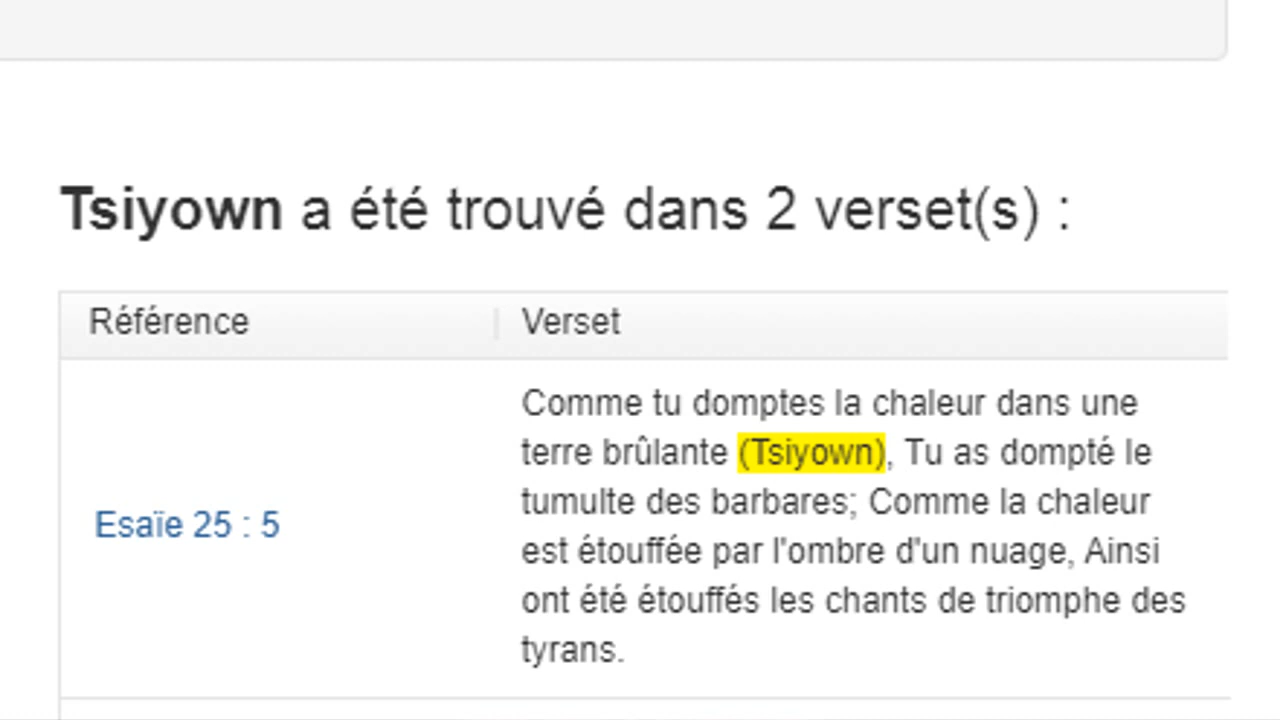 Tsiyown a été trouvé dans 2 verset(s) :
Référence
Verset
Esaïe 25 : 5
Comme tu domptes la chaleur dans une
terre brûlante (Tsiyown), Tu as dompté le
tumulte des barbares; Comme la chaleur
est étouffée par l'ombre d'un nuage, Ainsi
ont été étouffés les chants de triomphe des
tyrans.